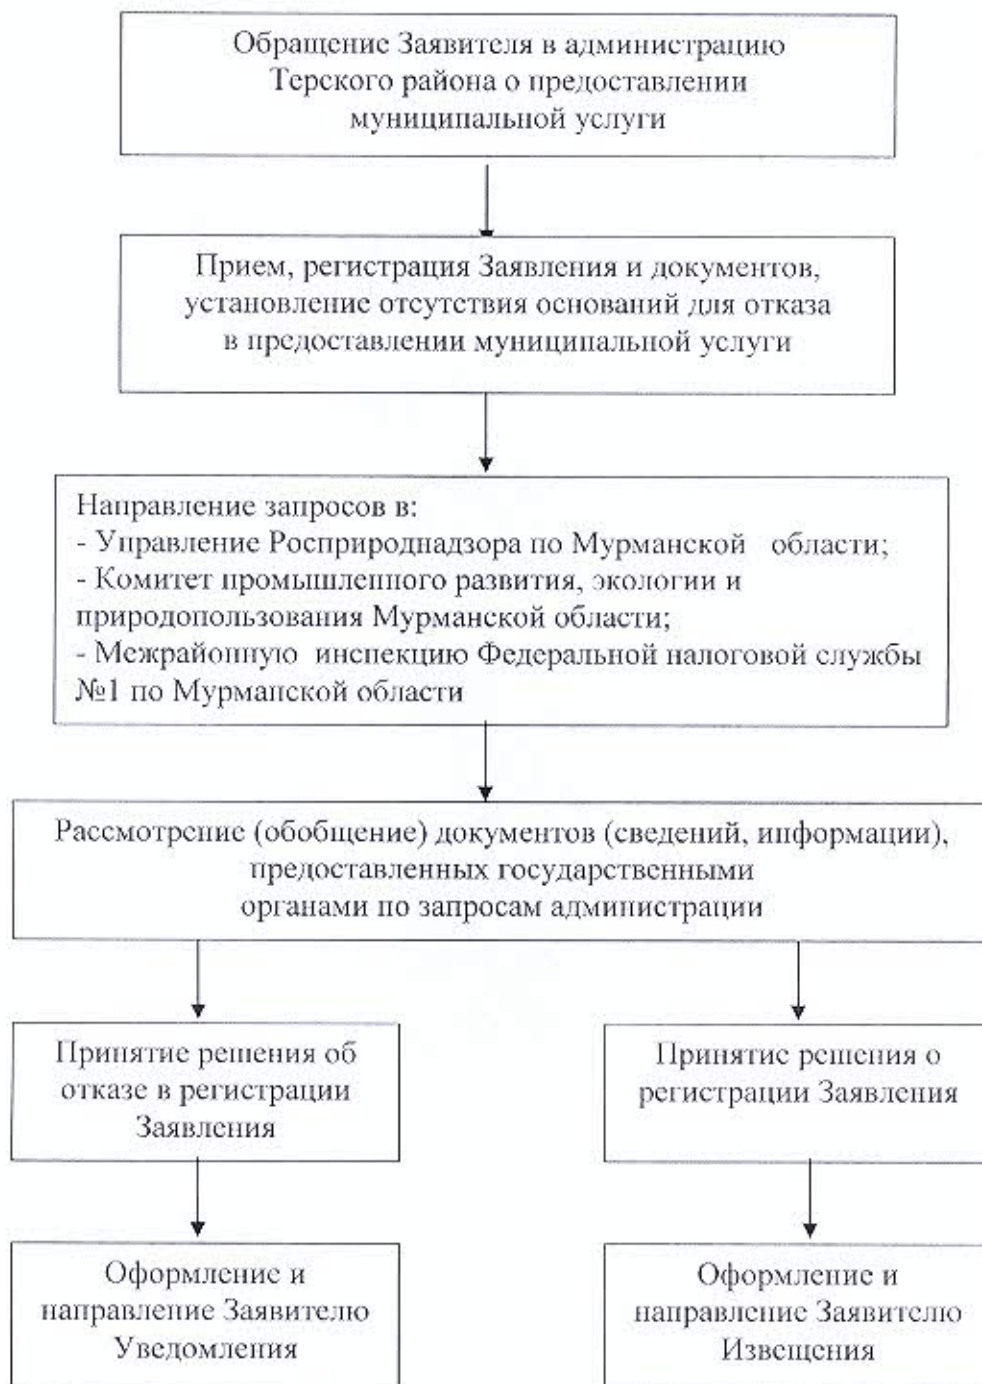 Обращение Заявителя в администрацию
Терского района о предоставлении
муниципальной услуги
Прием, регистрация Заявления и документов,
установление отсутствия оснований для отказа
в предоставлении муниципальной услуги
Направление запросов в:
- Управление Росприроднадзора по Мурманской области;
- Комитет промышленного развития, экологии и
природопользования Мурманской области;
- Межрайонную инспекцию Федеральной налоговой службы
№1 по Мурманской области
Рассмотрение (обобщение) документов (сведений, информации),
предоставленных государственными
органами по запросам администрации
Принятие решения об
отказе в регистрации
Заявления
Принятие решения о
регистрации Заявления
Оформление и
направление Заявителю
Уведомления
Оформление и
направление Заявителю
Извещения